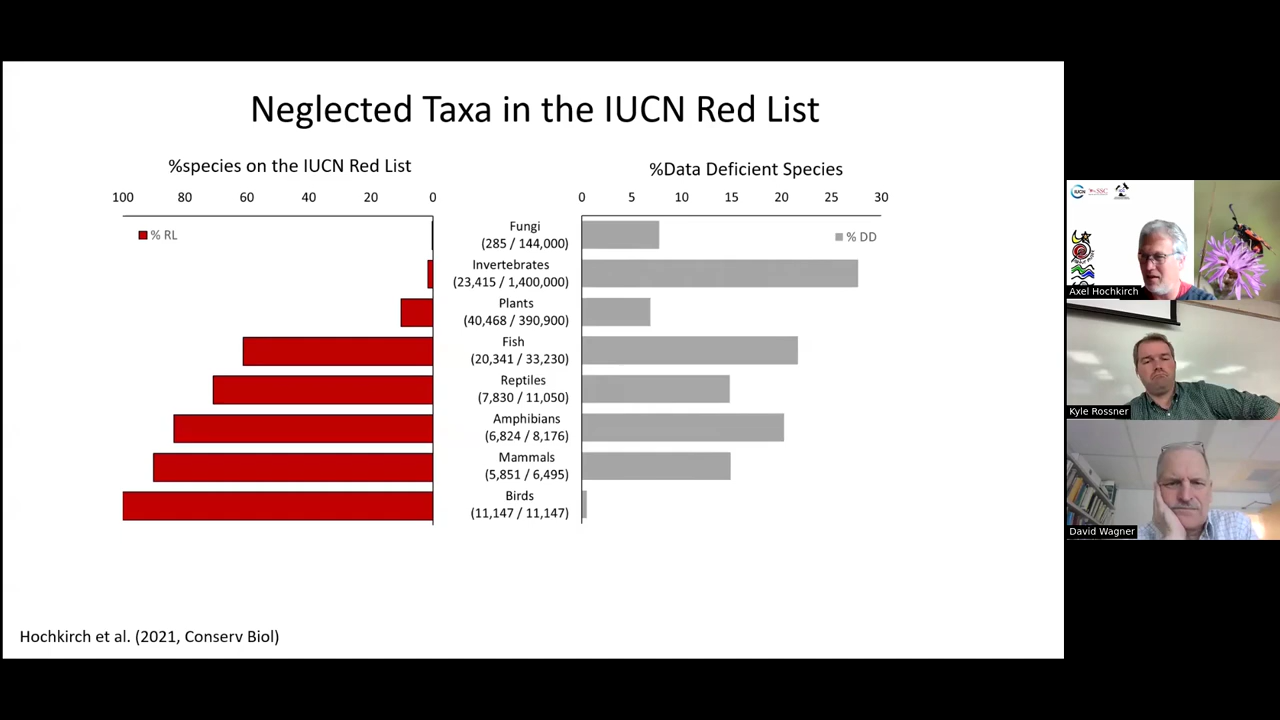 Neglected Taxa in the IUCN Red List
%species on the IUCN Red List
%Data Deficient Species
100 80 60 40 20 0
0 5 10 15 20 25 30
% RL
% DD
Fungi
(285 / 144,000)
Invertebrates
(23,415 / 1,400,000)
Plants
(40,468 / 390,900)
Fish
(20,341 / 33,230)
Reptiles
(7,830 / 11,050)
Amphibians
(6,824 / 8,176)
Mammals
(5,851 / 6,495)
Birds
(11,147 / 11,147)
Hochkirch et al. (2021, Conserv Biol)
IUCN
SSC
Axel Hochkirch
Kyle Rossner
David Wagner